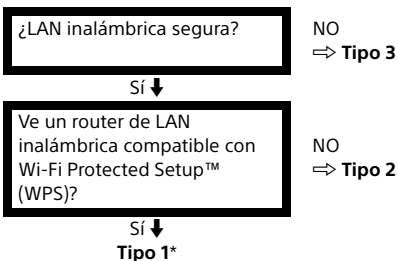 ¿LAN inalámbrica segura?
NO
⇨ Tipo 3
Sí ⬇
Ve un router de LAN
inalámbrica compatible con
Wi-Fi Protected Setup™
(WPS)?
NO
⇨ Tipo 2
Sí ⬇
Tipo 1*